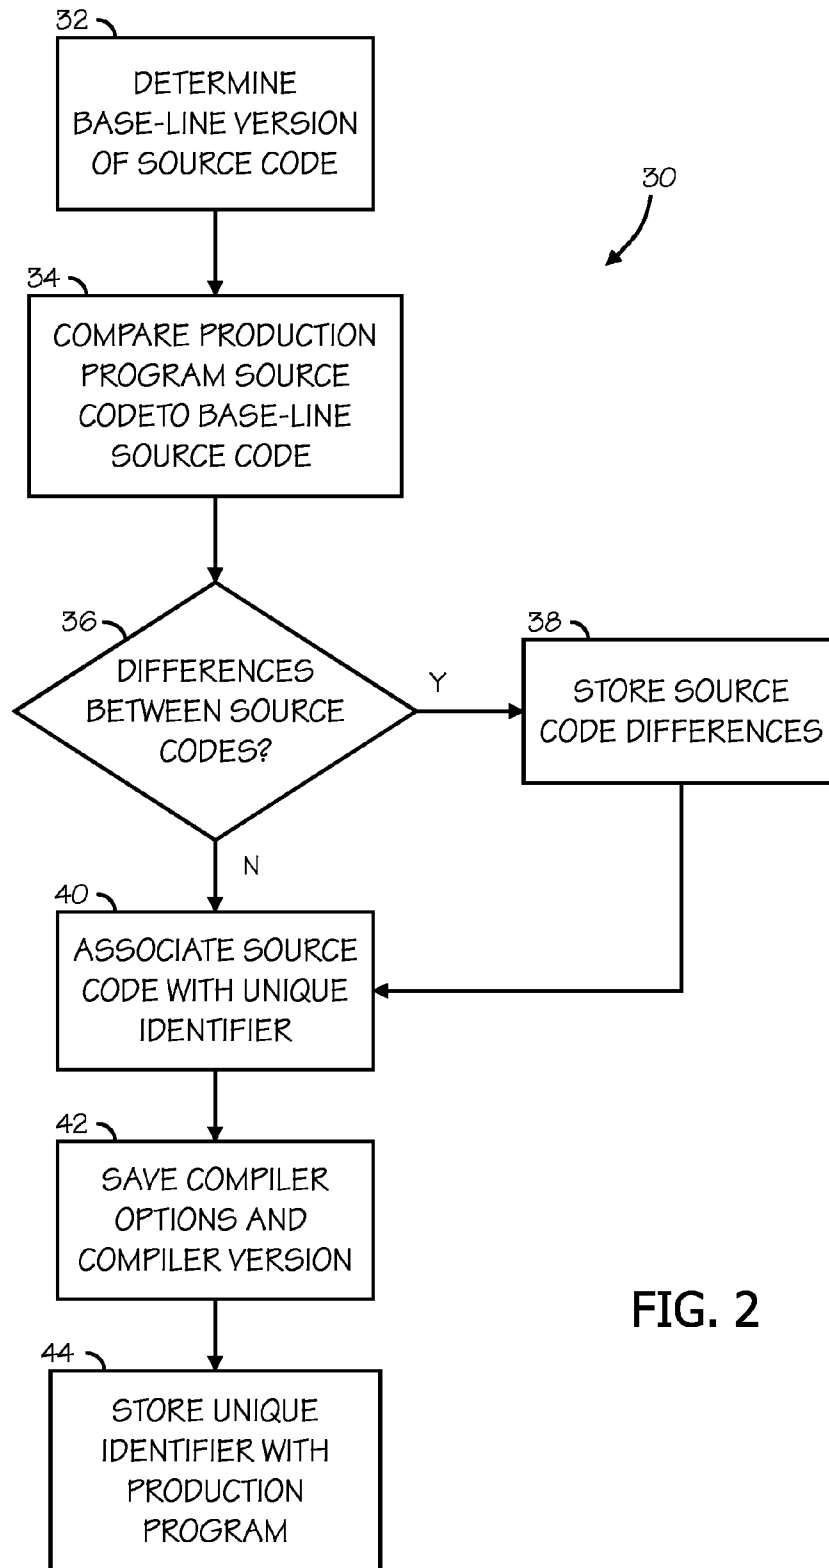 32
DETERMINE
BASE-LINE VERSION
OF SOURCE CODE
30
34
COMPARE PRODUCTION
PROGRAM SOURCE
CODETO BASE-LINE
SOURCE CODE
36
DIFFERENCES
BETWEEN SOURCE
CODES?
Y
38
STORE SOURCE
CODE DIFFERENCES
N
40
ASSOCIATE SOURCE
CODE WITH UNIQUE
IDENTIFIER
42
SAVE COMPILER
OPTIONS AND
COMPILER VERSION
FIG. 2
44
STORE UNIQUE
IDENTIFIER WITH
PRODUCTION
PROGRAM